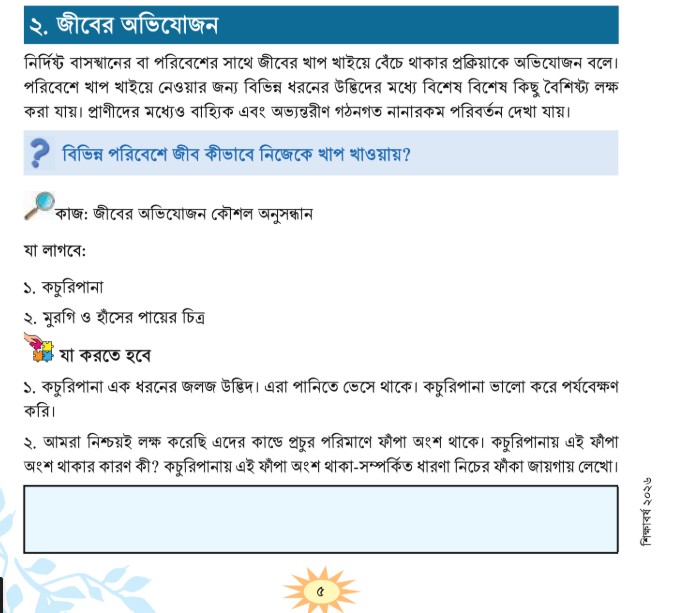 ২. জীবের অভিযোজন
নির্দিষ্ট বাসস্থানের বা পরিবেশের সাথে জীবের খাপ খাইয়ে বেঁচে থাকার প্রক্রিয়াকে অভিযোজন বলে।
পরিবেশে খাপ খাইয়ে নেওয়ার জন্য বিভিন্ন ধরনের উদ্ভিদের মধ্যে বিশেষ বিশেষ কিছু বৈশিষ্ট্য লক্ষ
করা যায়। প্রাণীদের মধ্যেও বাহ্যিক এবং অভ্যন্তরীণ গঠনগত নানারকম পরিবর্তন দেখা যায়।
? বিভিন্ন পরিবেশে জীব কীভাবে নিজেকে খাপ খাওয়ায়?
কাজ: জীবের অভিযোজন কৌশল অনুসন্ধান
যা লাগবে:
১. কচুরিপানা
২. মুরগি ও হাঁসের পায়ের চিত্র
যা করতে হবে
১. কচুরিপানা এক ধরনের জলজ উদ্ভিদ। এরা পানিতে ভেসে থাকে। কচুরিপানা ভালো করে পর্যবেক্ষণ
করি।
২. আমরা নিশ্চয়ই লক্ষ করেছি এদের কান্ডে প্রচুর পরিমাণে ফাঁপা অংশ থাকে। কচুরিপানায় এই ফাঁপা
অংশ থাকার কারণ কী? কচুরিপানায় এই ফাঁপা অংশ থাকা-সম্পর্কিত ধারণা নিচের ফাঁকা জায়গায় লেখো।
শিক্ষাবর্ষ ২০২৬
৫